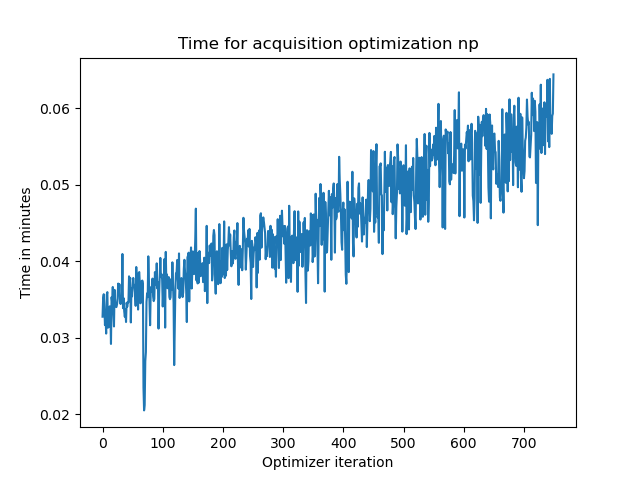 Time for acquisition optimization np
Time in minutes
0.06
0.05
0.04
0.03
0.02
0 100 200 300 400 500 600 700
Optimizer iteration